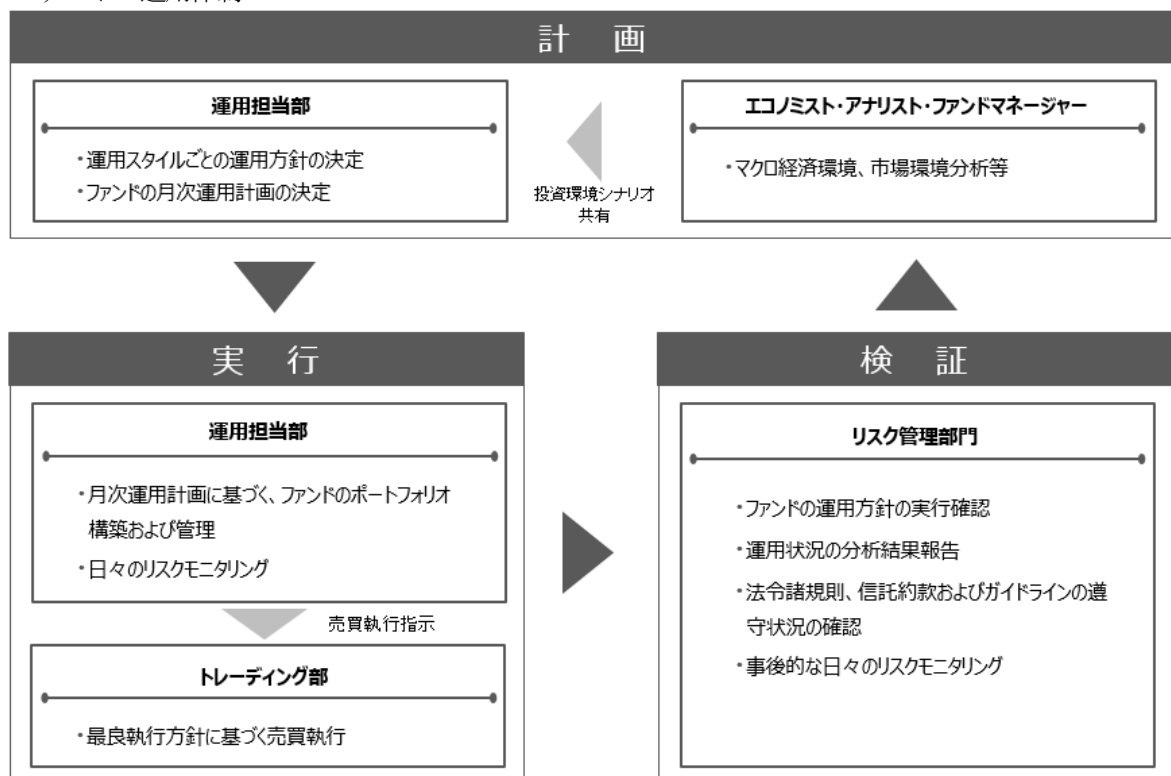 計 画
運用担当部
・運用スタイルごとの運用方針の決定
・ファンドの月次運用計画の決定
投資環境シナリオ
共有
エコノミスト・アナリスト・ファンドマネージャー
・マクロ経済環境、市場環境分析等
実 行
運用担当部
・月次運用計画に基づく、ファンドのポートフォリオ
構築および管理
・日々のリスクモニタリング
売買執行指示
トレーディング部
・最良執行方針に基づく売買執行
検 証
リスク管理部門
・ファンドの運用方針の実行確認
・運用状況の分析結果報告
・法令諸規則、信託約款およびガイドラインの遵
守状況の確認
・事後的な日々のリスクモニタリング